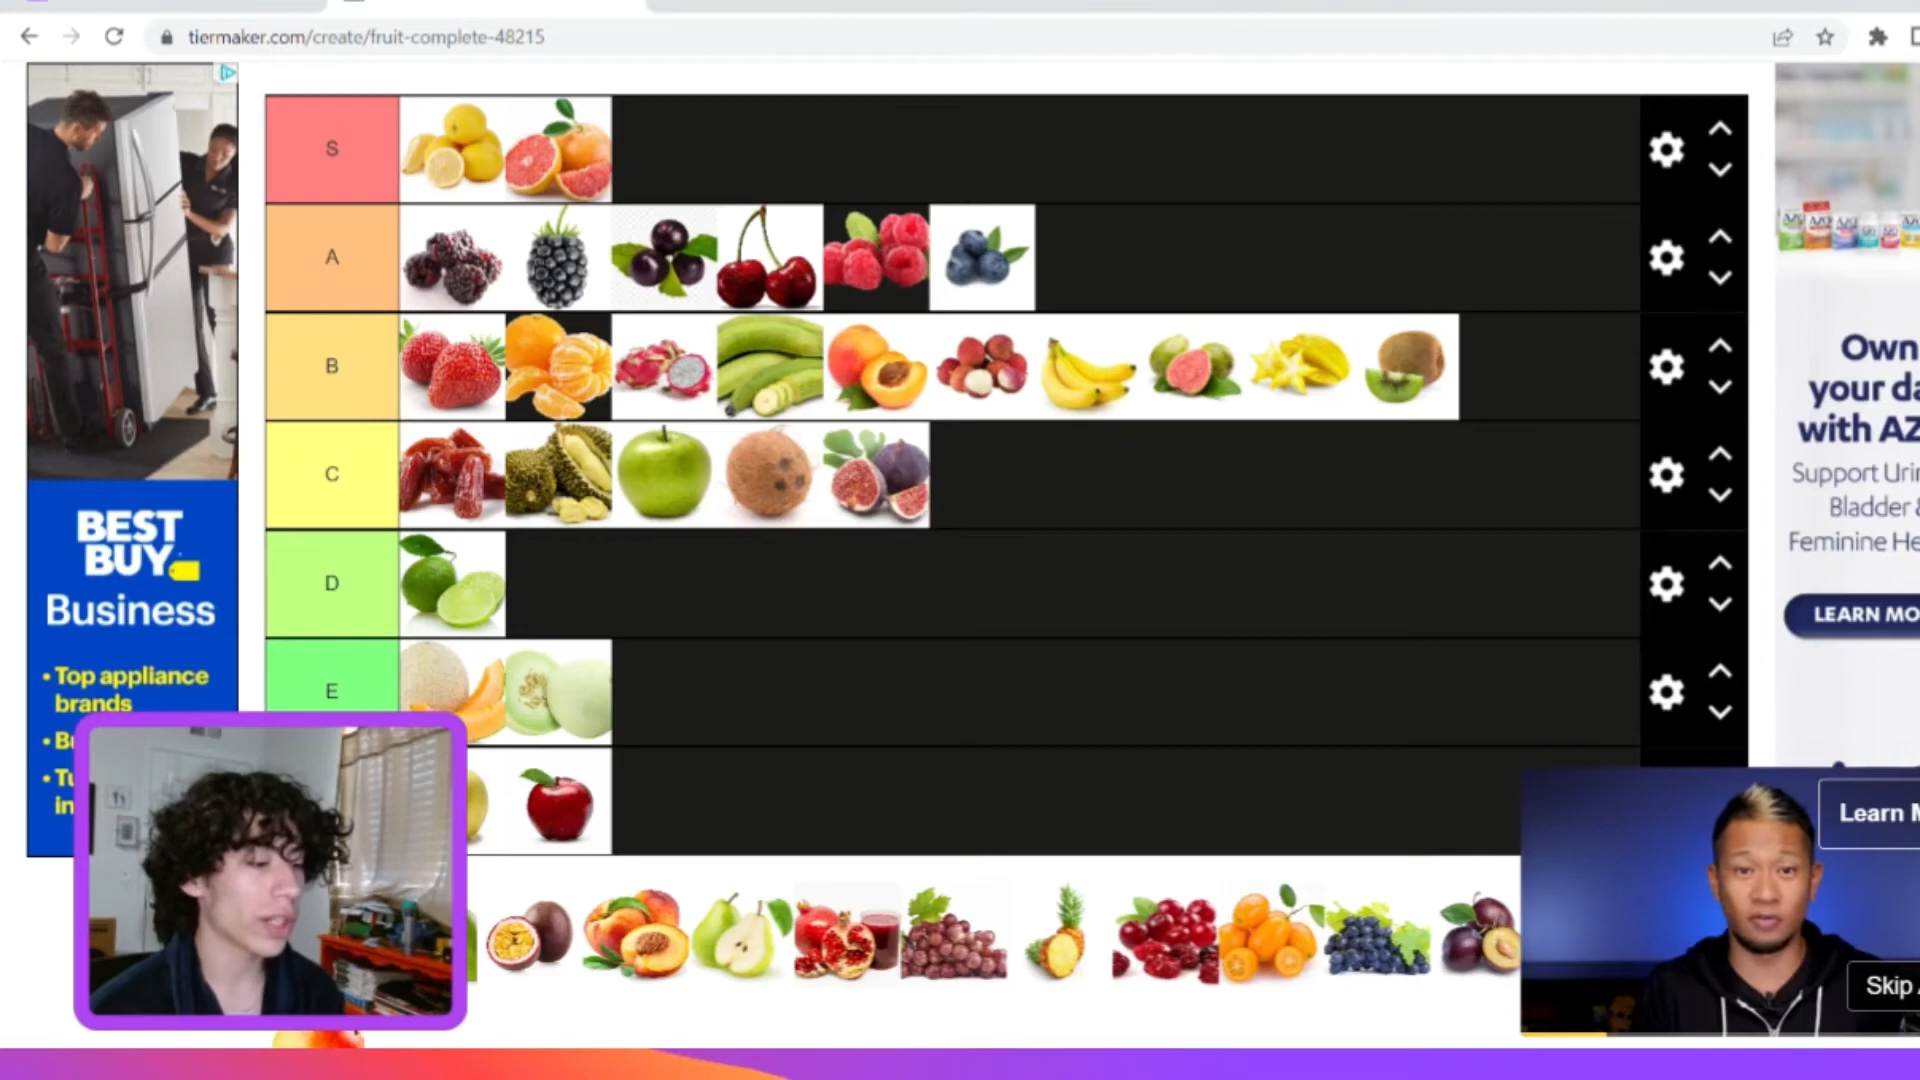 tiermaker.com/create/fruit-complete-48215
S
A
B
C
D
E
BEST
BUY
Business
• Top appliance
brands
Own
your da
with AZ
Support Urin
Bladder &
Feminine He
LEARN MO
Learn M
Skip